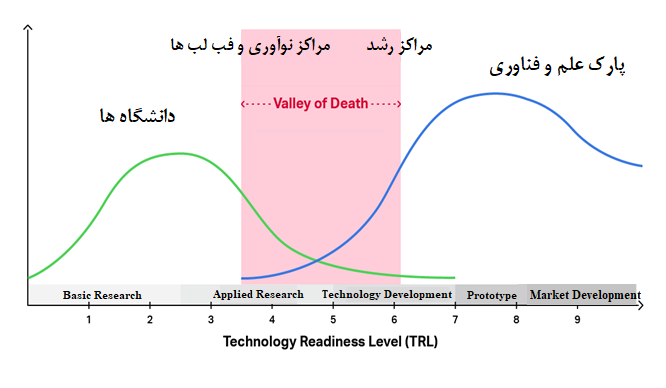 مراکز نوآوری و فب لب ها
مراکز رشد
پارک علم و فناوری
Valley of Death
دانشگاه ها
Basic Research
Applied Research
Technology Development
Prototype
Market Development
1 2 3 4 5 6 7 8 9
Technology Readiness Level (TRL)